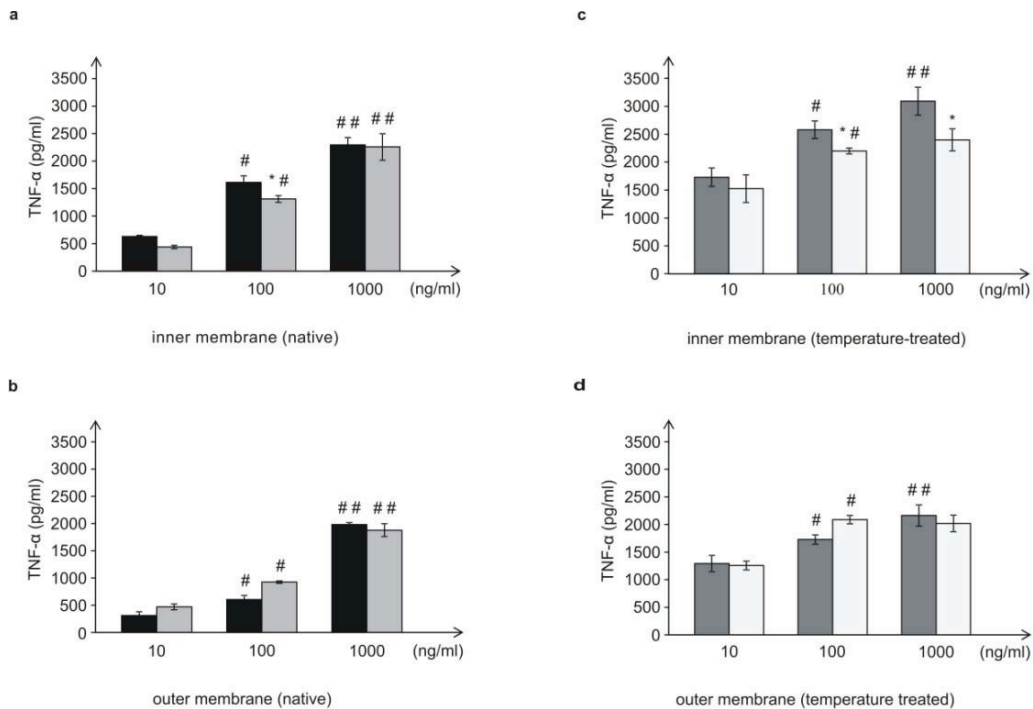 a
TNF-α (pg/ml)
3500
3000
2500
2000
1500
1000
500
0
#
* #
# #
# #
10 100 1000 (ng/ml)
inner membrane (native)
c
TNF-α (pg/ml)
3500
3000
2500
2000
1500
1000
500
0
#
* #
# #
*
10 100 1000 (ng/ml)
inner membrane (temperature-treated)
b
TNF-α (pg/ml)
3500
3000
2500
2000
1500
1000
500
0
#
#
# #
# #
10 100 1000 (ng/ml)
outer membrane (native)
d
TNF-α (pg/ml)
3500
3000
2500
2000
1500
1000
500
0
#
#
# #
10 100 1000 (ng/ml)
outer membrane (temperature treated)